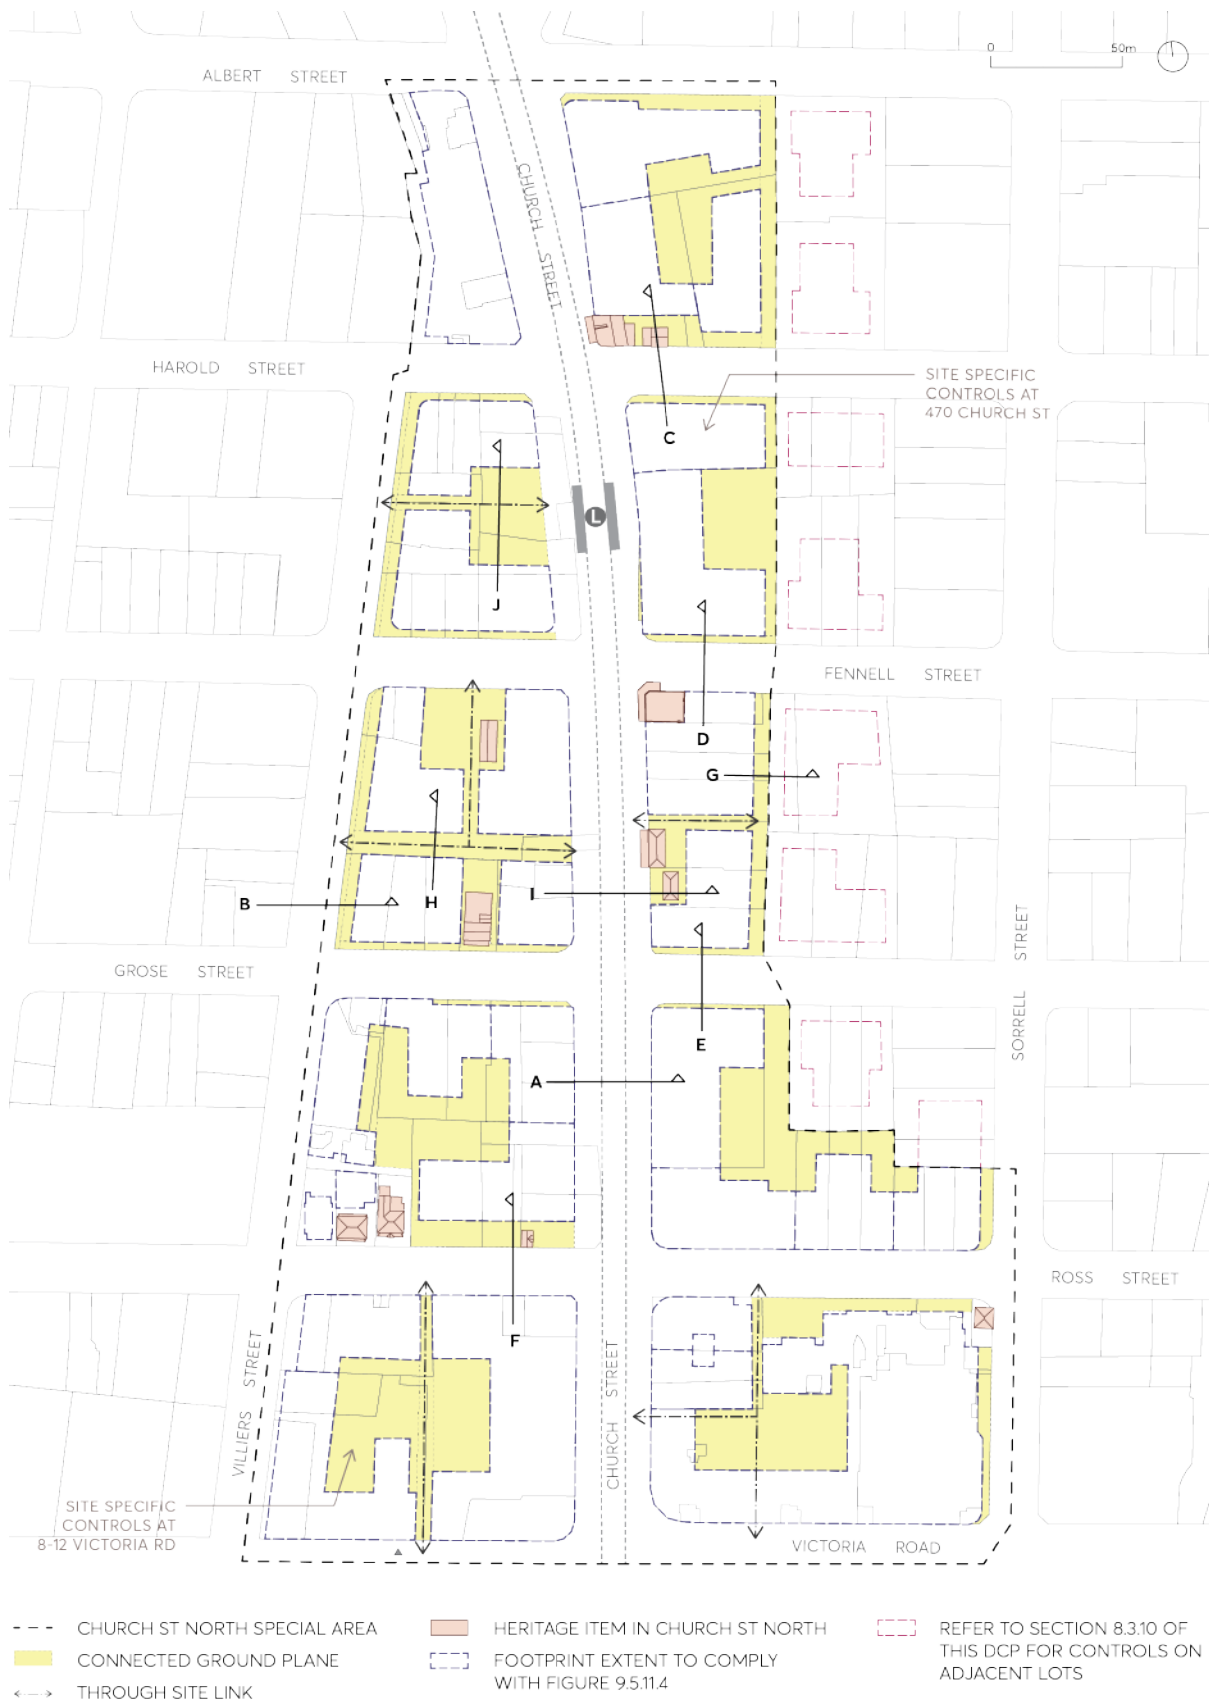 ALBERT STREET
0 50m
CHURCH STREET
HAROLD STREET
SITE SPECIFIC
CONTROLS AT
470 CHURCH ST
C
L
J
FENNELL STREET
D
G
B
H
I
GROSE STREET
SORRELL STREET
E
A
ROSS STREET
F
VILLIERS STREET
CHURCH STREET
SITE SPECIFIC
CONTROLS AT
8-12 VICTORIA RD
VICTORIA ROAD
CHURCH ST NORTH SPECIAL AREA
CONNECTED GROUND PLANE
THROUGH SITE LINK
HERITAGE ITEM IN CHURCH ST NORTH
FOOTPRINT EXTENT TO COMPLY
WITH FIGURE 9.5.11.4
REFER TO SECTION 8.3.10 OF
THIS DCP FOR CONTROLS ON
ADJACENT LOTS